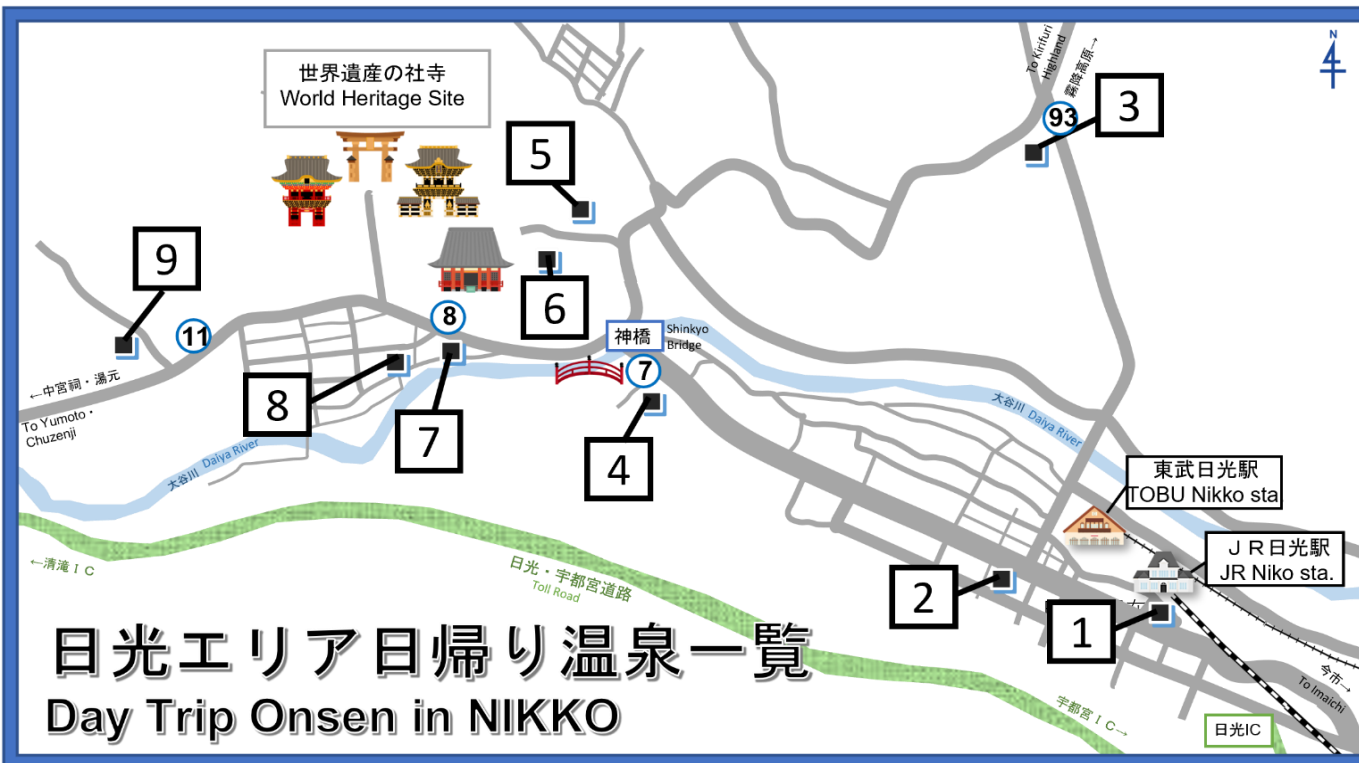 世界遺産の社寺
World Heritage Site
N
To Kirifuri
Highland
霧降高原→
93
3
5
9
6
8
11
神橋
Shinkyo
Bridge
7
←中宮祠・湯元
To Yumoto・
Chuzenji
8
7
4
大谷川 Daiya River
大谷川 Daiya River
東武日光駅
TOBU Nikko sta
ＪＲ日光駅
JR Niko sta.
←清滝ＩＣ
日光・宇都宮道路
Toll Road
2
1
今市→
To Imaichi
宇都宮ＩＣ→
日光IC
日光エリア日帰り温泉一覧
Day Trip Onsen in NIKKO